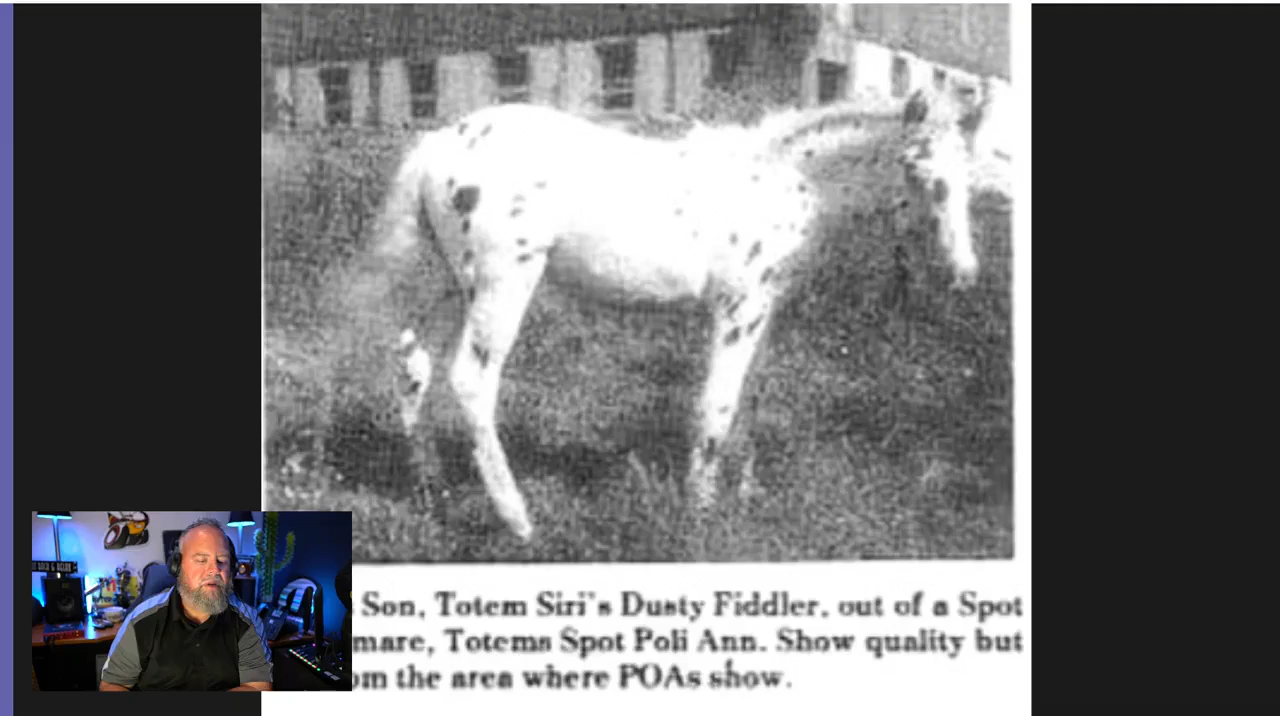 Son, Totem Siri's Dusty Fiddler, out of a Spot
mare, Totems Spot Poli Ann. Show quality but
om the area where POAs show.